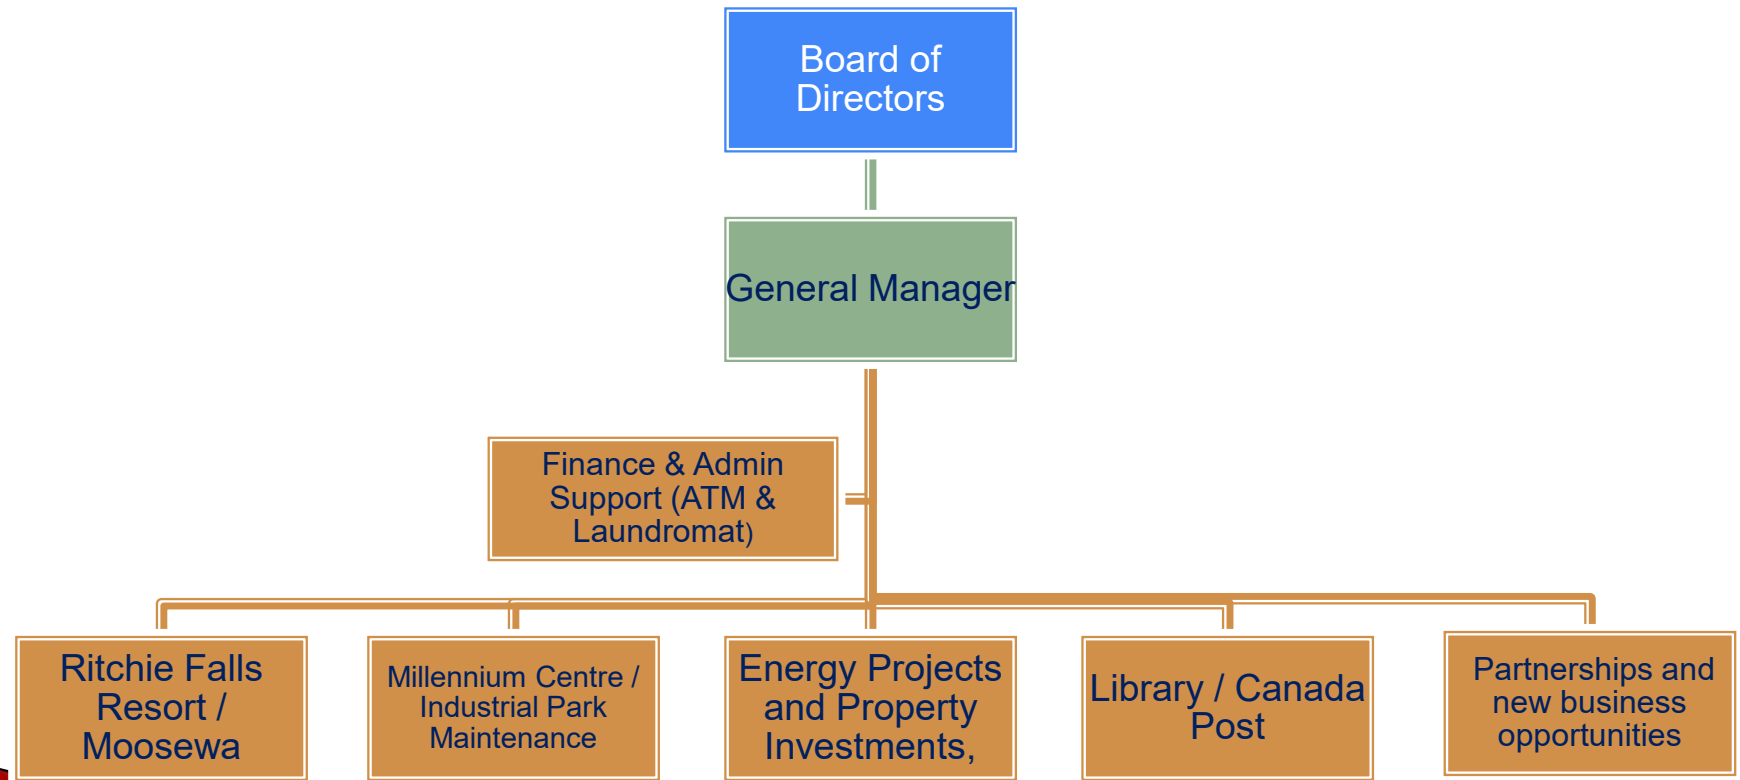 Board of
Directors
General Manager
Finance & Admin
Support (ATM &
Laundromat)
Ritchie Falls
Resort /
Moosewa
Millennium Centre /
Industrial Park
Maintenance
Energy Projects
and Property
Investments,
Library / Canada
Post
Partnerships and
new business
opportunities